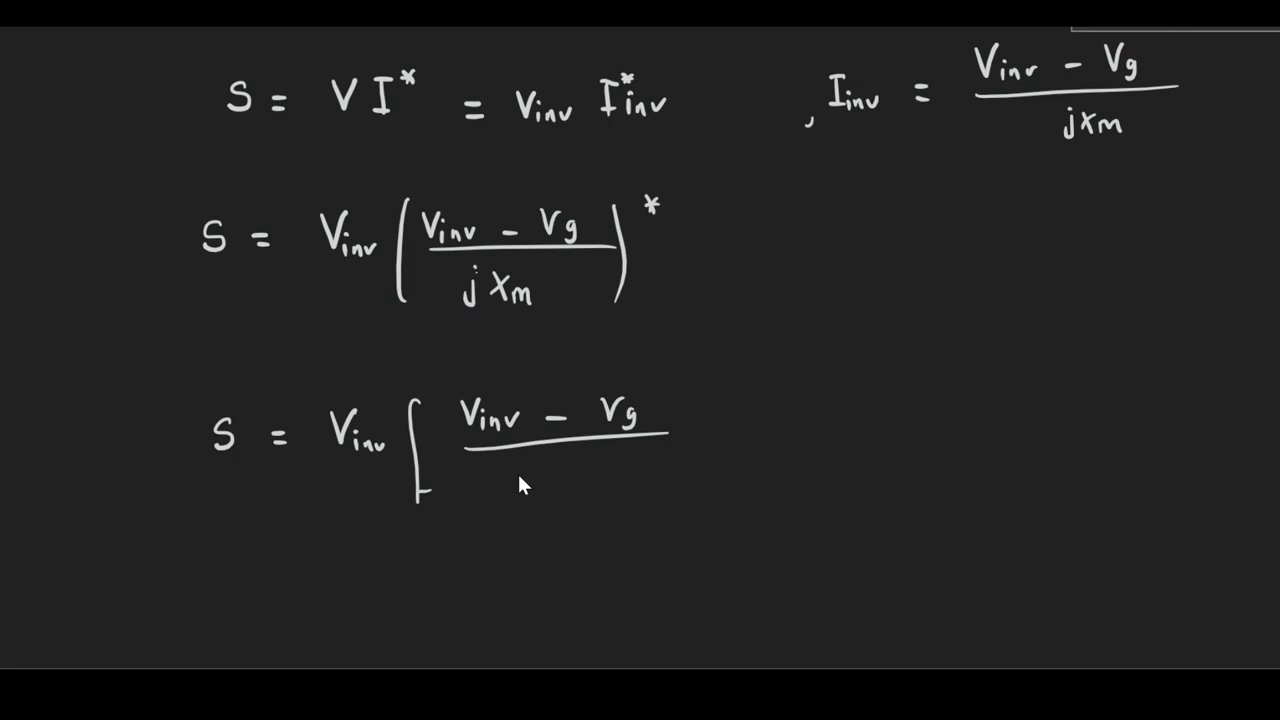 S = V I* = Vinv I*inv , Iinv = (Vinv - Vg) / jXm
S = Vinv ( (Vinv - Vg) / jXm )*
S = Vinv [ Vinv - Vg